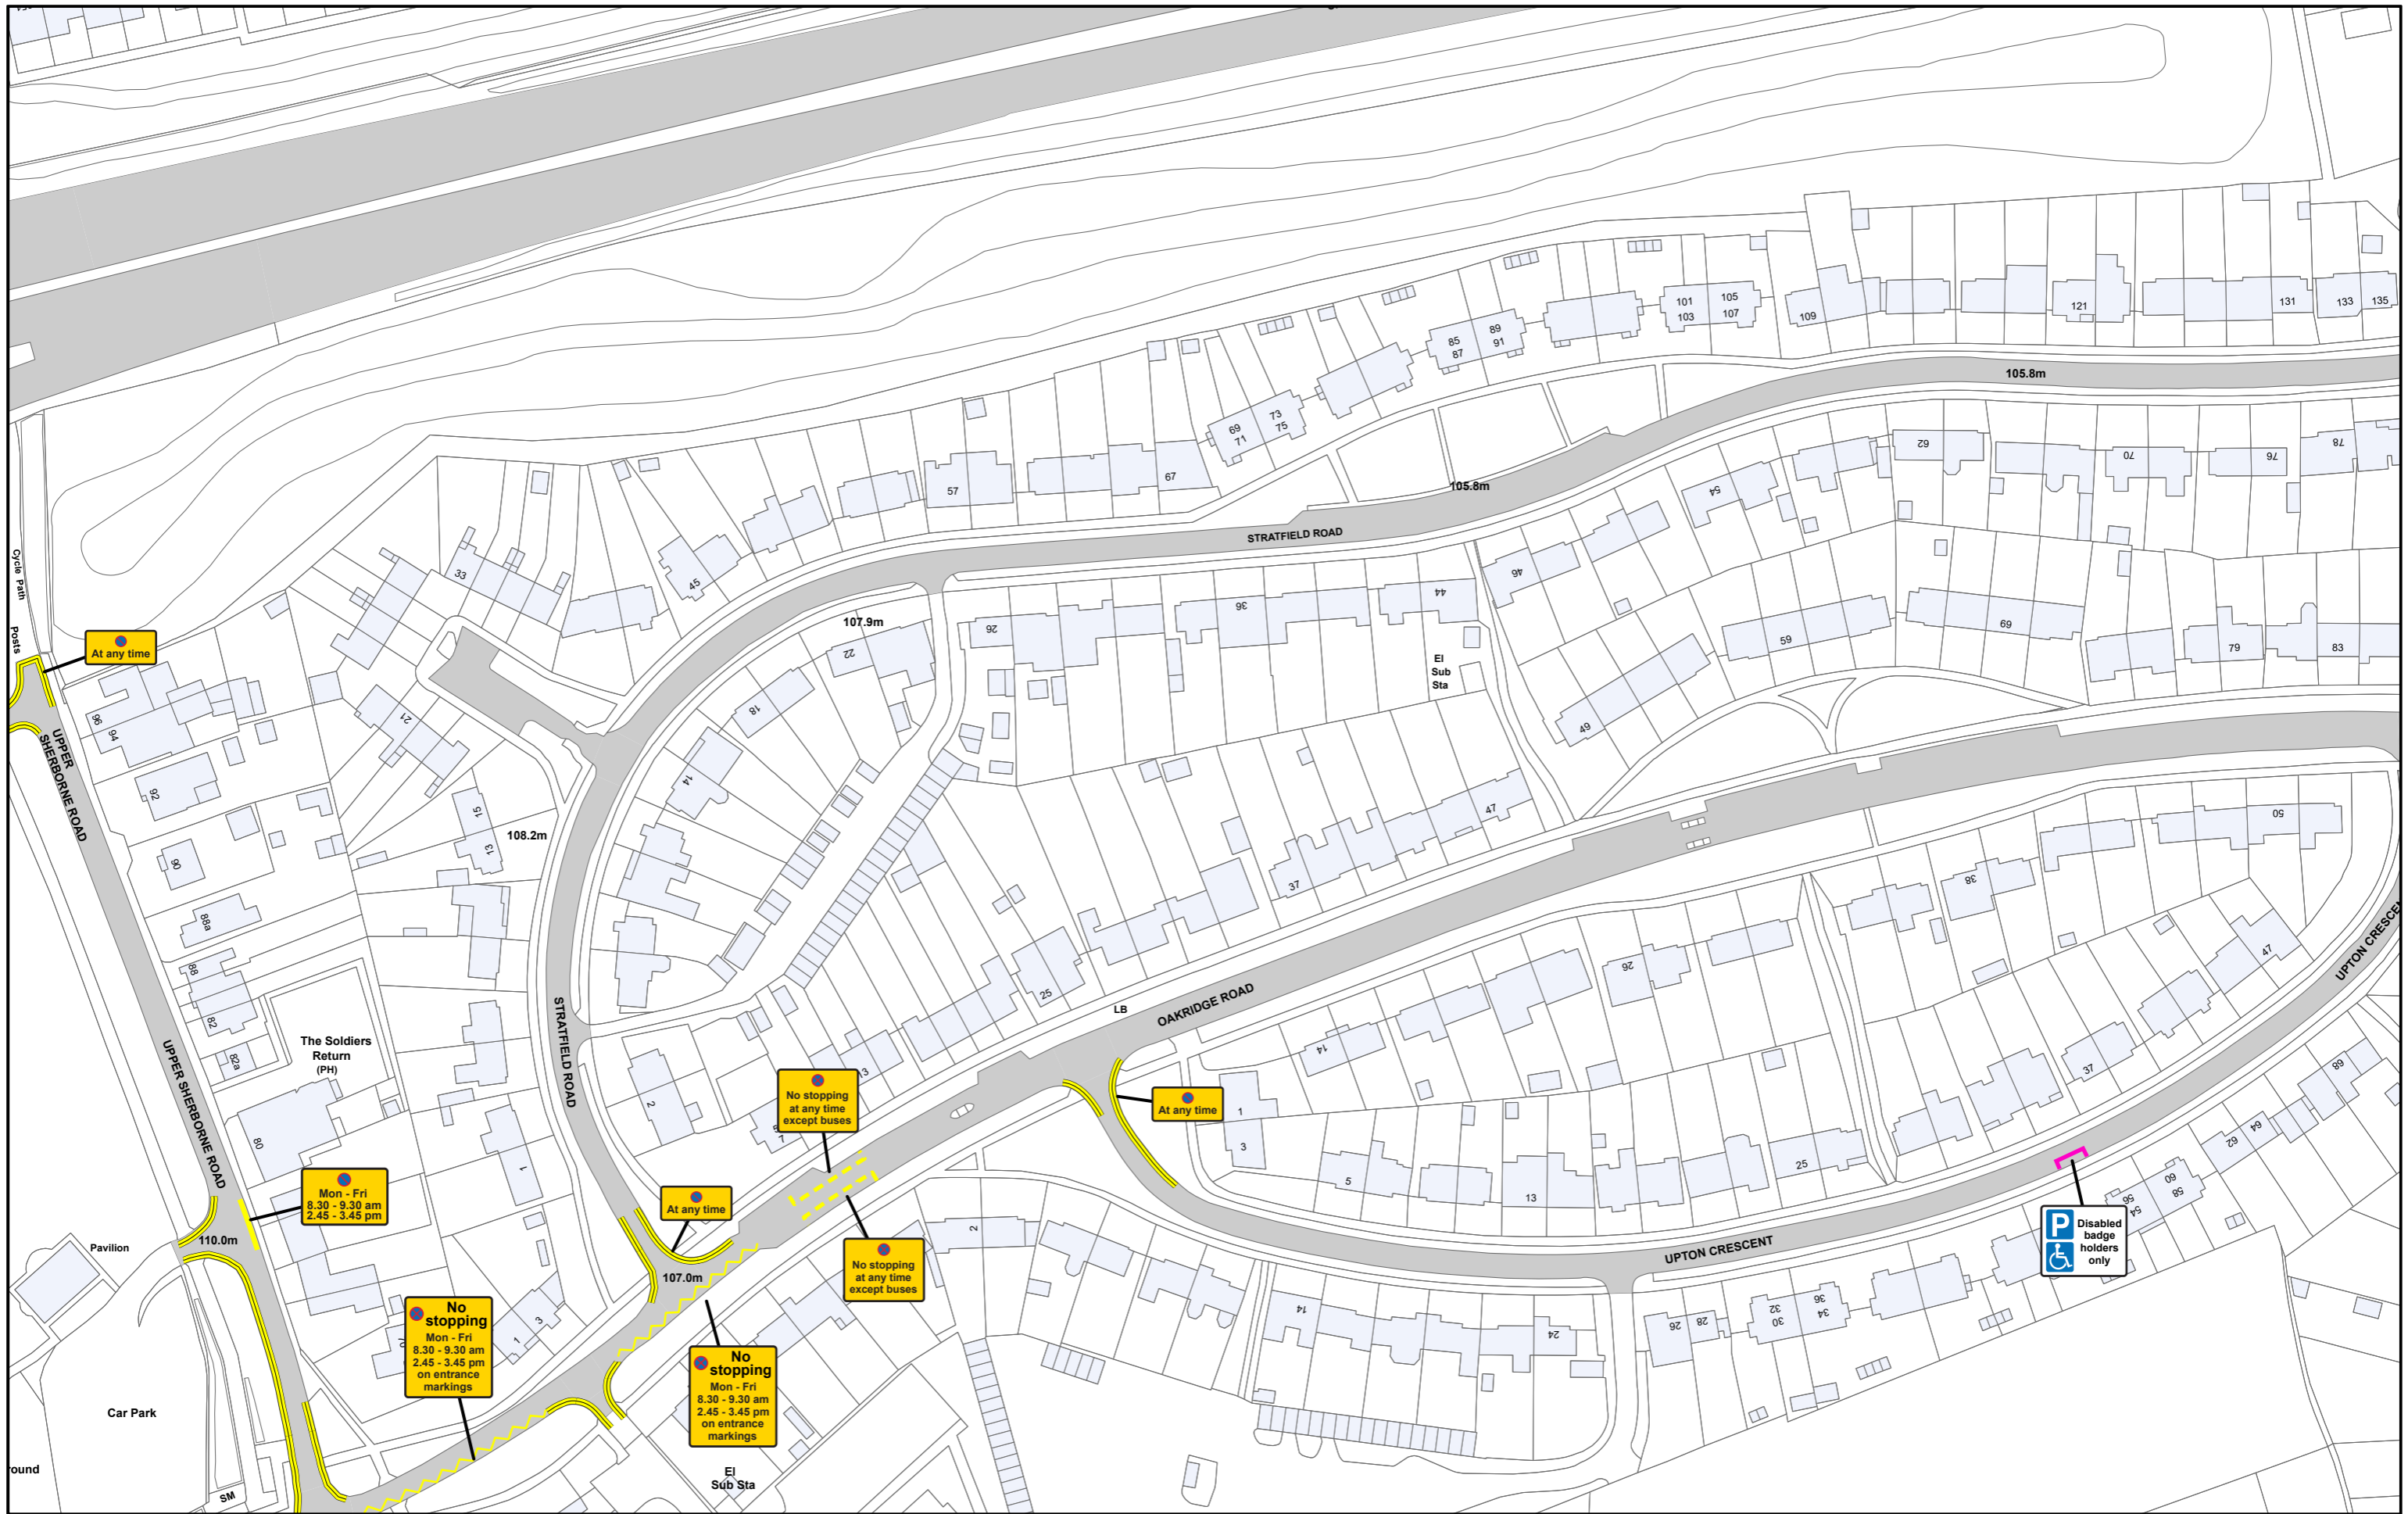 101
105
103
107
109
121
131
133
135
105.8m
85
87
89
91
73
75
69
71
67
57
45
33
105.8m
STRATFIELD ROAD
62
70
76
78
54
46
44
36
26
107.9m
22
18
14
21
15
13
108.2m
Cycle Path
Posts
At any time
UPPER
SHERBORNE ROAD
96
94
92
90
88a
88
82
82a
80
The Soldiers
Return
(PH)
El
Sub
Sta
59
69
79
83
49
47
37
25
50
38
47
37
26
14
LB
OAKRIDGE ROAD
UPTON CRESCEN
STRATFIELD ROAD
UPPER SHERBORNE ROAD
2
13
7
1
3
5
13
25
No stopping
at any time
except buses
At any time
At any time
No stopping
at any time
except buses
Mon - Fri
8.30 - 9.30 am
2.45 - 3.45 pm
110.0m
Pavilion
107.0m
1
1
3
No
stopping
Mon - Fri
8.30 - 9.30 am
2.45 - 3.45 pm
on entrance
markings
No
stopping
Mon - Fri
8.30 - 9.30 am
2.45 - 3.45 pm
on entrance
markings
2
14
24
UPTON CRESCENT
26
28
32
30
36
34
P
Disabled
badge
holders
only
56
54
60
58
62
64
68
Car Park
round
SM
El
Sub Sta